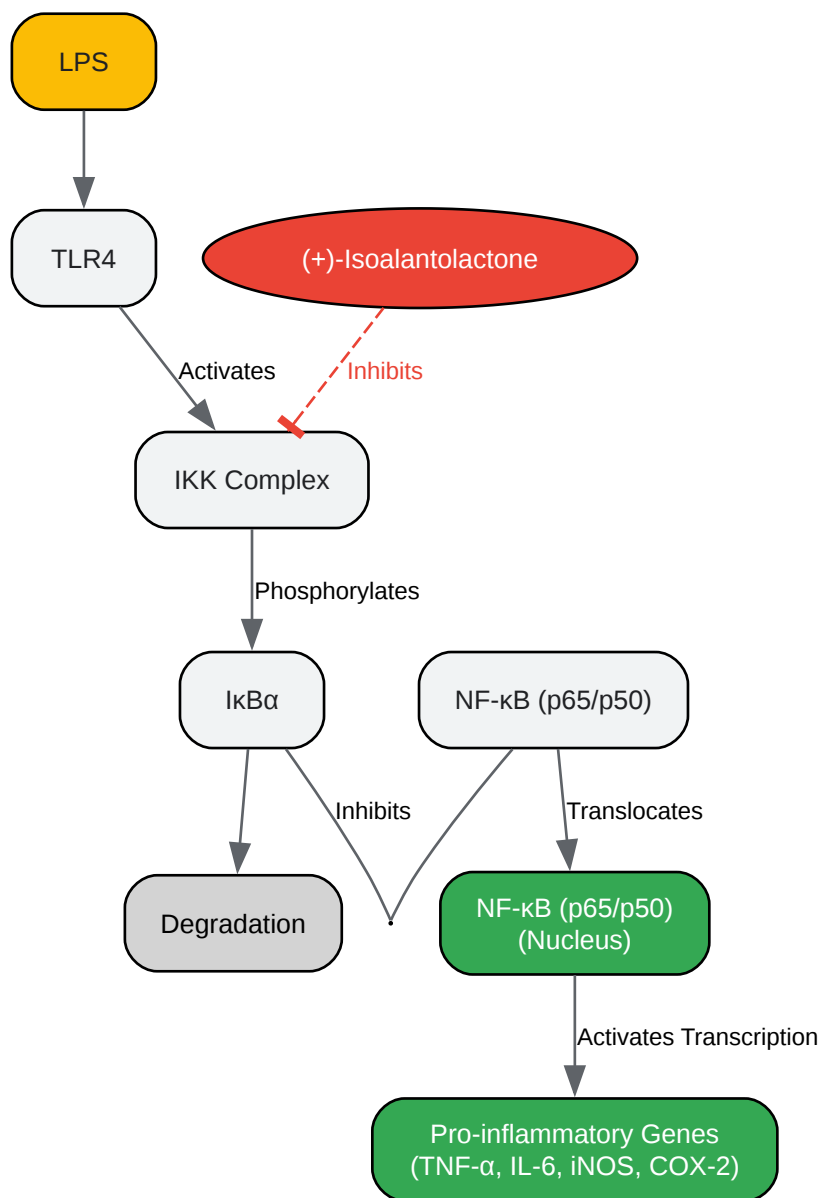 LPS
TLR4
(+)-Isoalantolactone
Activates
Inhibits
IKK Complex
Phosphorylates
IκBα
NF-κB (p65/p50)
Inhibits
Translocates
Degradation
NF-κB (p65/p50)
(Nucleus)
Activates Transcription
Pro-inflammatory Genes
(TNF-α, IL-6, iNOS, COX-2)